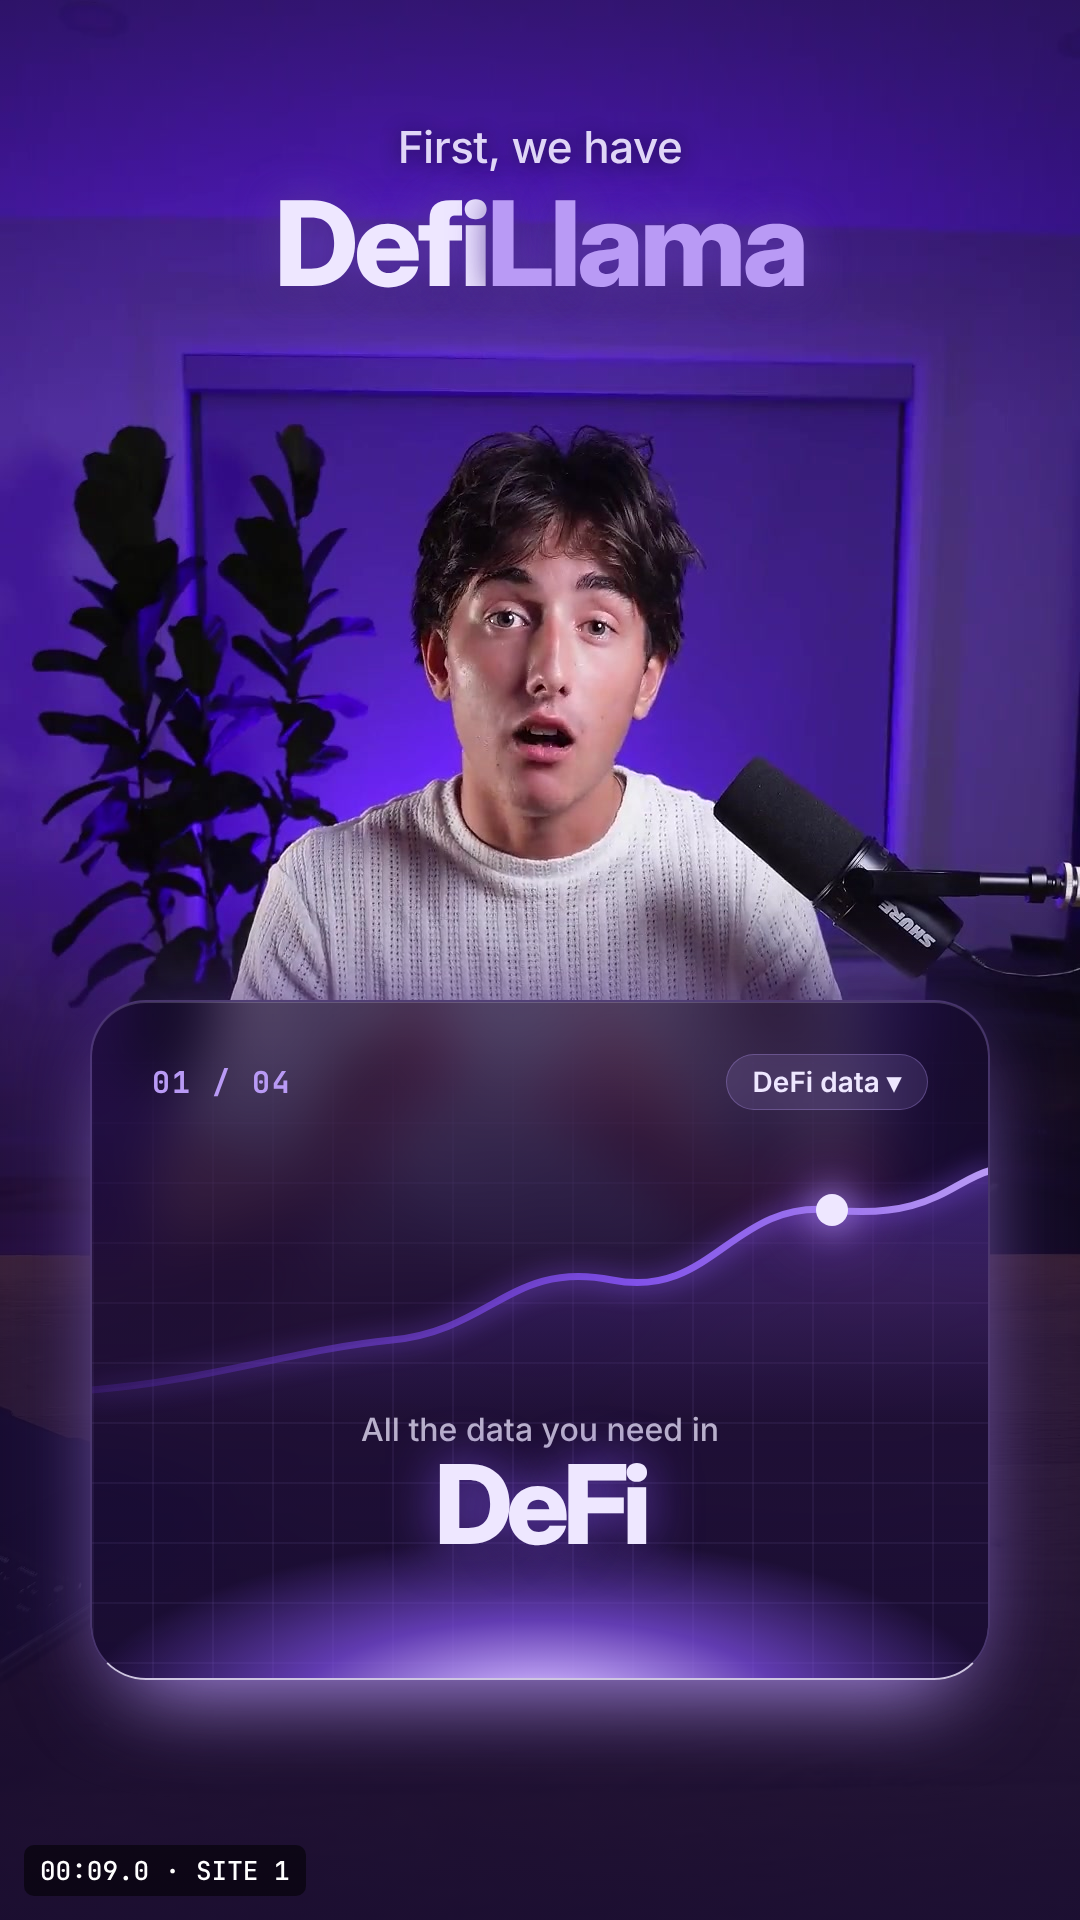 First, we have
DefiLlama
SHURE
01 / 04
DeFi data ▾
All the data you need in
DeFi
00:09.0 · SITE 1